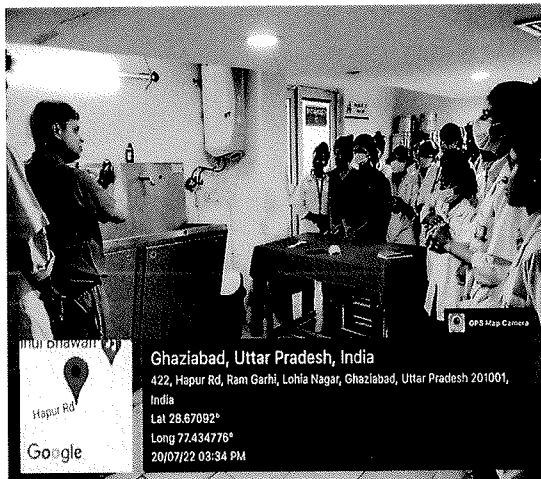 GPS Map Camera
Hapur Rd
Google
Ghaziabad, Uttar Pradesh, India
422, Hapur Rd, Ram Garhi, Lohia Nagar, Ghaziabad, Uttar Pradesh 201001,
India
Lat 28.67092°
Long 77.434776°
20/07/22 03:34 PM